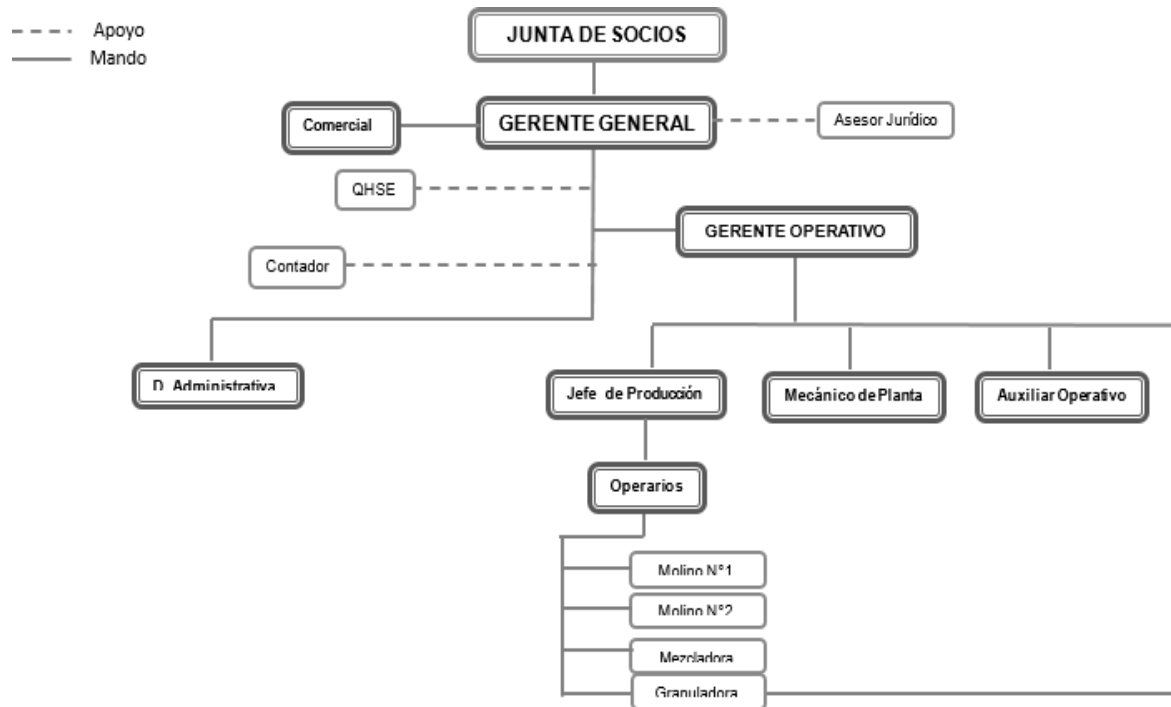 Apoyo
Mando
JUNTA DE SOCIOS
Comercial
GERENTE GENERAL
Asesor Jurídico
QHSE
GERENTE OPERATIVO
Contador
D. Administrativa
Jefe de Producción
Mecánico de Planta
Auxiliar Operativo
Operarios
Molino N°1
Molino N°2
Mezcladora
Granuladora